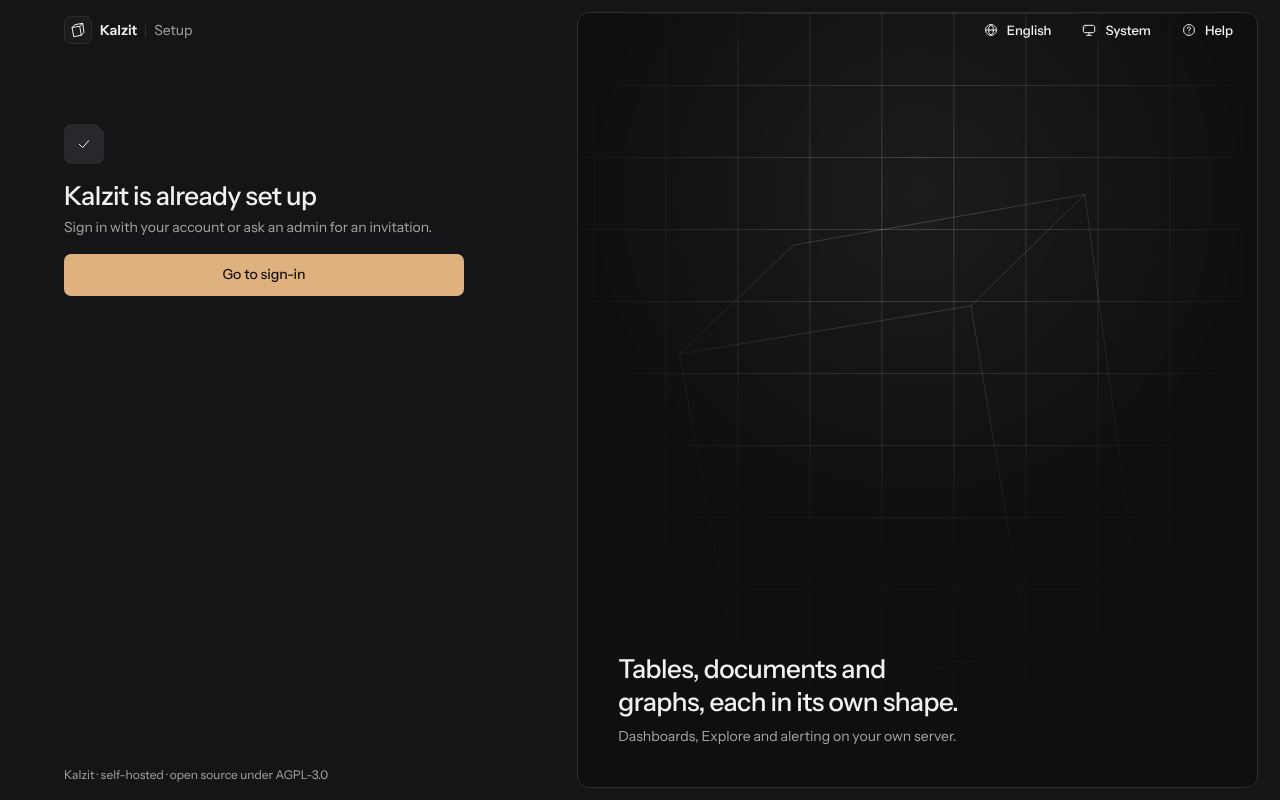 Kalzit
Setup
English
System
Help
Kalzit is already set up
Sign in with your account or ask an admin for an invitation.
Go to sign-in
Tables, documents and
graphs, each in its own shape.
Dashboards, Explore and alerting on your own server.
Kalzit · self-hosted · open source under AGPL-3.0